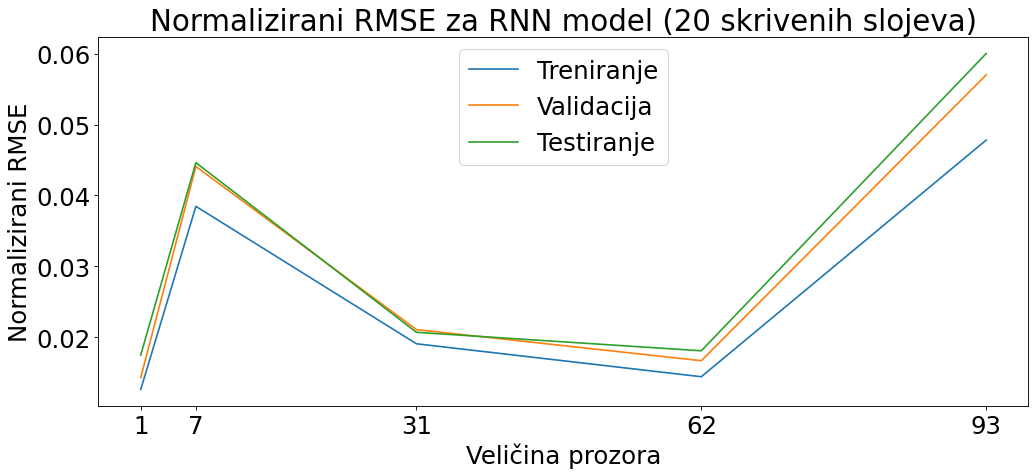 Normalizirani RMSE za RNN model (20 skrivenih slojeva)
Normalizirani RMSE
0.06
0.05
0.04
0.03
0.02
Treniranje
Validacija
Testiranje
1 7 31 62 93
Veličina prozora